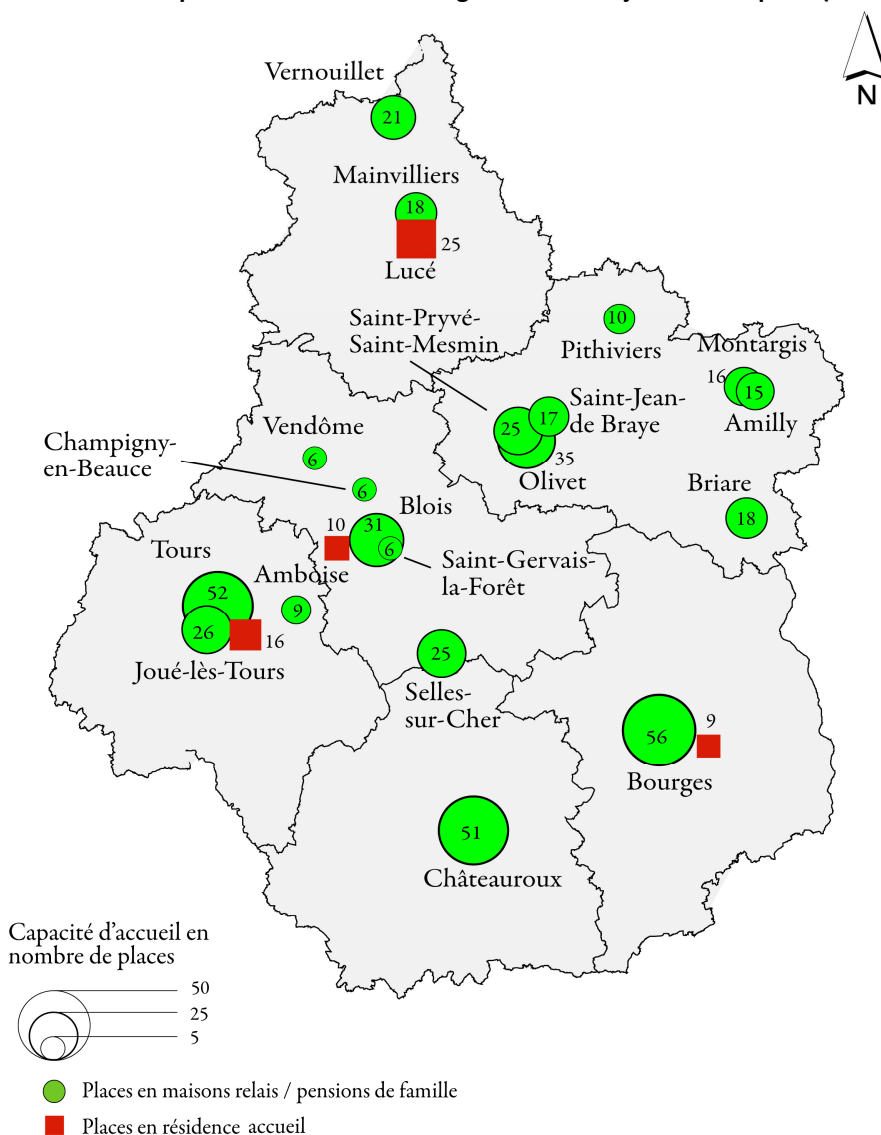 N
Vernouillet
21
Mainvilliers
18
25
Lucé
Saint-Pryvé-
Saint-Mesmin
10
Pithiviers
Montargis
16
15
Amilly
Saint-Jean-
de Braye
17
25
35
Olivet
Briare
18
Vendôme
6
Champigny-
en-Beauce
6
Blois
10
31
6
Saint-Gervais-
la-Forêt
Tours
52
Amboise
9
26
16
Joué-lès-Tours
25
Selles-
sur-Cher
9
56
Bourges
51
Châteauroux
Capacité d’accueil en
nombre de places
50
25
5
Places en maisons relais / pensions de famille
Places en résidence accueil